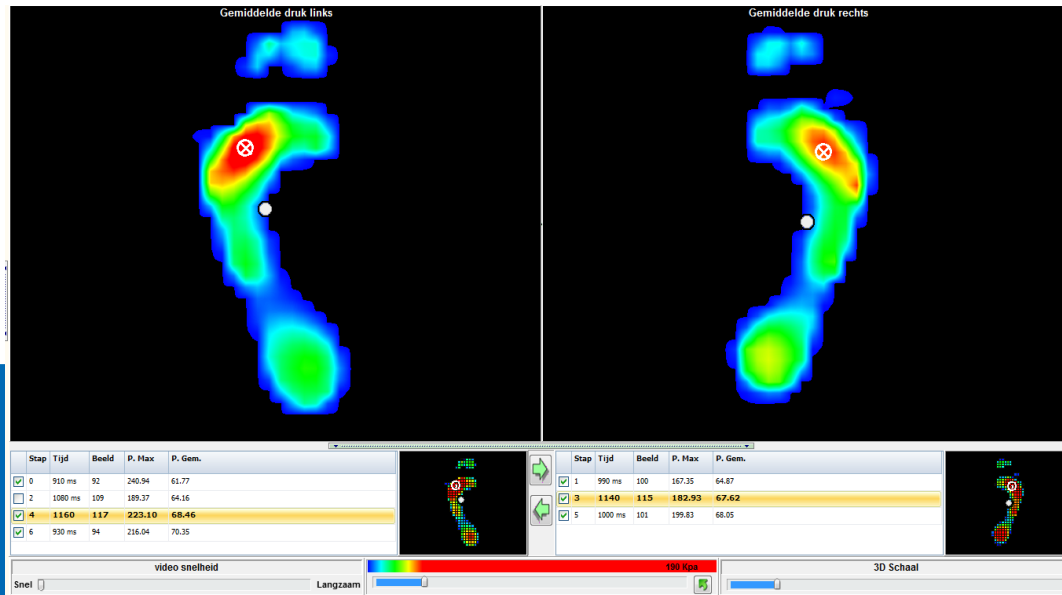 Gemiddelde druk links
Gemiddelde druk rechts
Stap Tijd Beeld P. Max P. Gem.
0 910 ms 92 240.94 61.77
2 1080 ms 109 189.37 64.16
4 1160 117 223.10 68.46
6 930 ms 94 216.04 70.35
Stap Tijd Beeld P. Max P. Gem.
1 990 ms 100 167.35 64.87
3 1140 115 182.93 67.62
5 1000 ms 101 199.83 68.05
video snelheid
Snel Langzaam
190 Kpa
3D Schaal